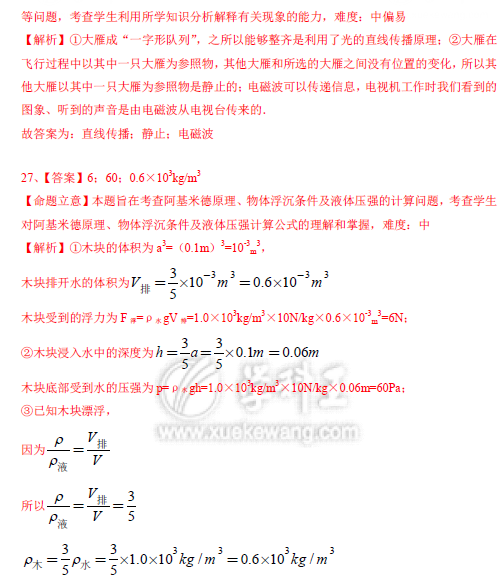 等问题，考查学生利用所学知识分析解释有关现象的能力，难度：中偏易
【解析】①大雁成“一字形队列”，之所以能够整齐是利用了光的直线传播原理；②大雁在
飞行过程中以其中一只大雁为参照物，其他大雁和所选的大雁之间没有位置的变化，所以其
他大雁以其中一只大雁为参照物是静止的；电磁波可以传递信息，电视机工作时我们看到的
图象、听到的声音是由电磁波从电视台传来的．
故答案为：直线传播；静止；电磁波
27、【答案】6；60；0.6×10³kg/m³
【命题立意】本题旨在考查阿基米德原理、物体浮沉条件及液体压强的计算问题，考查学生
对阿基米德原理、物体浮沉条件及液体压强计算公式的理解和掌握，难度：中
【解析】①木块的体积为 a³=（0.1m）³=10⁻³m³，
木块排开水的体积为 V排 = 3/5 ×10⁻³m³ = 0.6×10⁻³m³
木块受到的浮力为 F浮=ρ水gV排=1.0×10³kg/m³×10N/kg×0.6×10⁻³m³=6N；
②木块浸入水中的深度为 h = 3/5 a = 3/5 ×0.1m = 0.06m
木块底部受到水的压强为 p=ρ水gh=1.0×10³kg/m³×10N/kg×0.06m=60Pa；
③已知木块漂浮，
学科王
www.xuekewang.com
因为 ρ/ρ液 = V排/V
所以 ρ/ρ液 = V排/V = 3/5
ρ木 = 3/5 ρ水 = 3/5 ×1.0×10³kg/m³ = 0.6×10³kg/m³